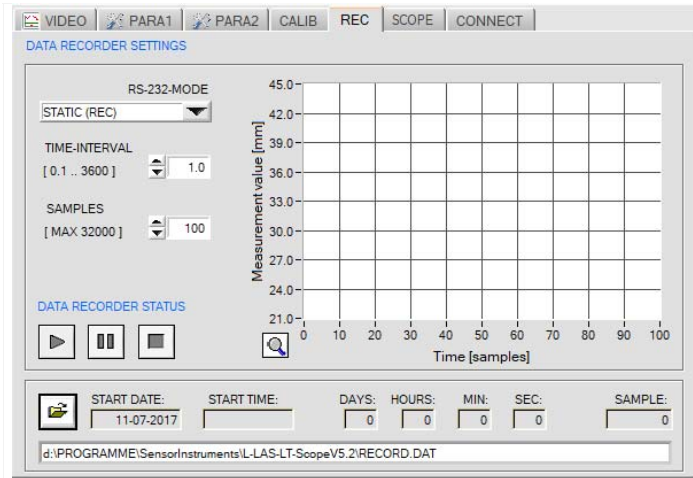 VIDEO PARA1 PARA2 CALIB REC SCOPE CONNECT
DATA RECORDER SETTINGS
RS-232-MODE
STATIC (REC)
TIME-INTERVAL
[ 0.1 .. 3600 ] 1.0
SAMPLES
[ MAX 32000 ] 100
DATA RECORDER STATUS
Measurement value [mm]
45.0
42.0
39.0
36.0
33.0
30.0
27.0
24.0
21.0
0 10 20 30 40 50 60 70 80 90 100
Time [samples]
START DATE: START TIME: DAYS: HOURS: MIN: SEC: SAMPLE:
11-07-2017 0 0 0 0 0
d:\PROGRAMME\SensorInstruments\L-LAS-LT-ScopeV5.2\RECORD.DAT